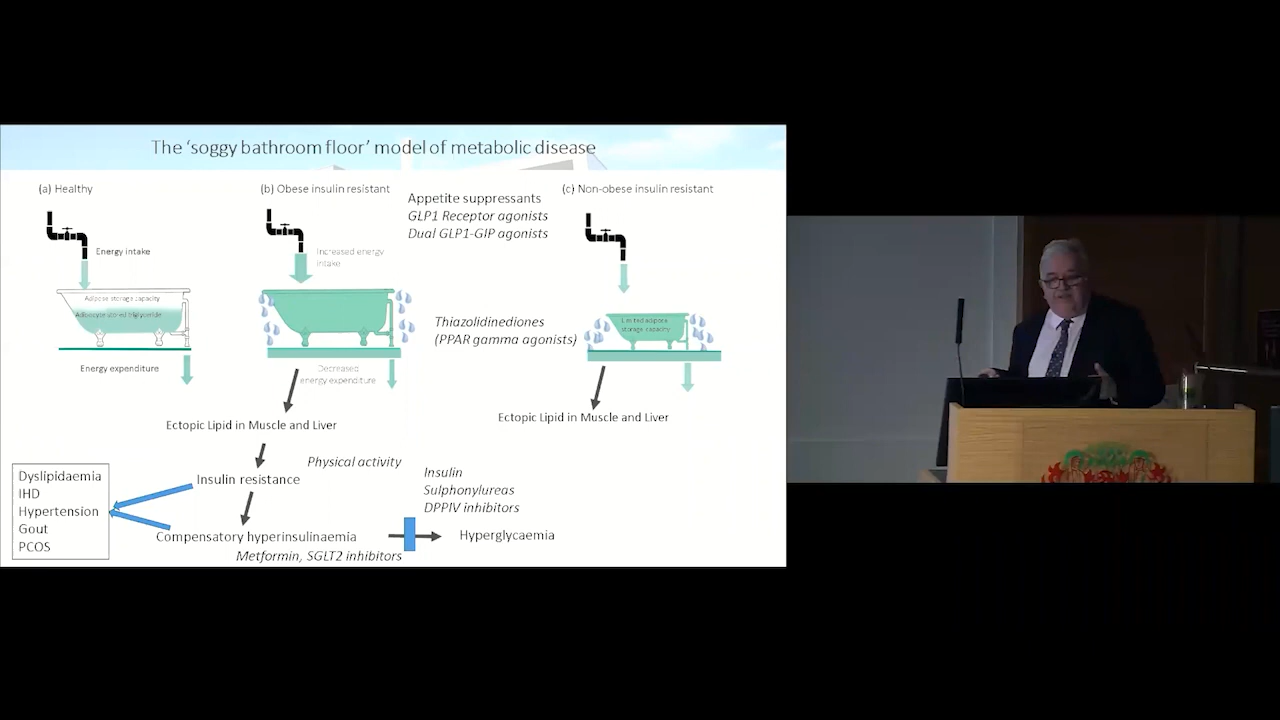 The ‘soggy bathroom floor’ model of metabolic disease
(a) Healthy
Energy intake
Adipose storage capacity
Adipocyte stored triglyceride
Energy expenditure
(b) Obese insulin resistant
Increased energy
intake
Decreased
energy expenditure
Appetite suppressants
GLP1 Receptor agonists
Dual GLP1-GIP agonists
Thiazolidinediones
(PPAR gamma agonists)
(c) Non-obese insulin resistant
Limited adipose
storage capacity
Ectopic Lipid in Muscle and Liver
Ectopic Lipid in Muscle and Liver
Physical activity
Insulin resistance
Insulin
Sulphonylureas
DPPIV inhibitors
Dyslipidaemia
IHD
Hypertension
Gout
PCOS
Compensatory hyperinsulinaemia
Hyperglycaemia
Metformin, SGLT2 inhibitors